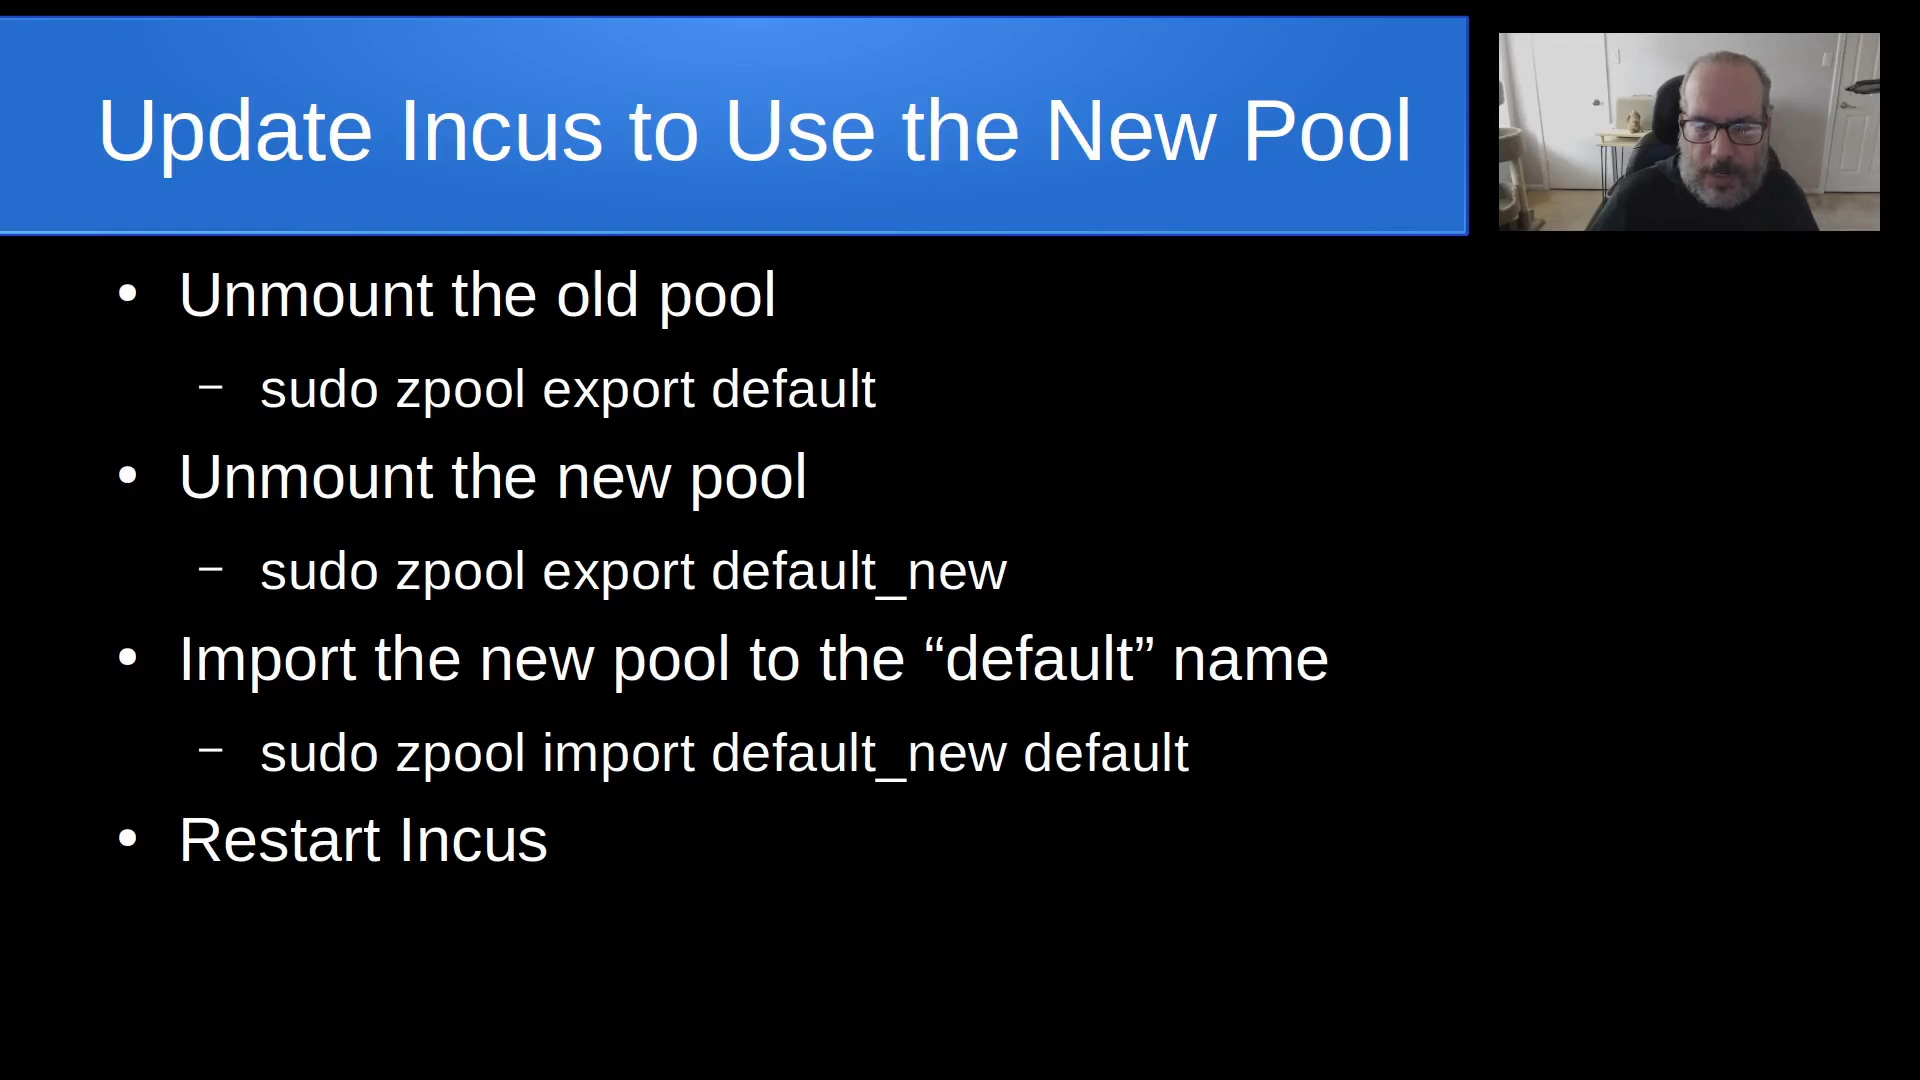 Update Incus to Use the New Pool
• Unmount the old pool
– sudo zpool export default
• Unmount the new pool
– sudo zpool export default_new
• Import the new pool to the “default” name
– sudo zpool import default_new default
• Restart Incus